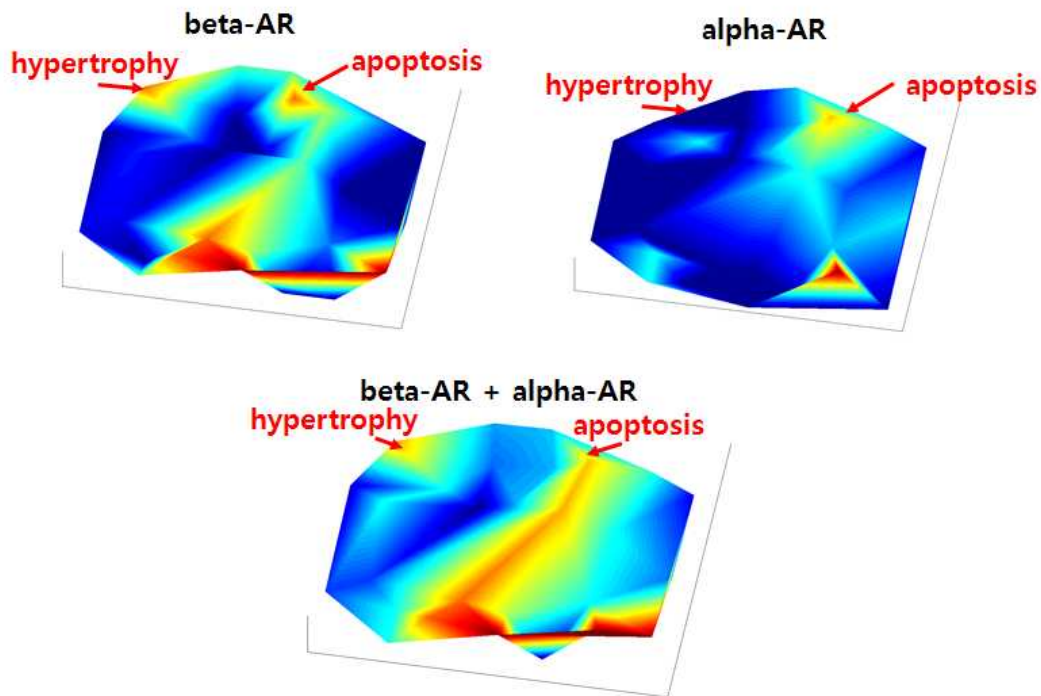 beta-AR
hypertrophy
apoptosis
alpha-AR
hypertrophy
apoptosis
beta-AR + alpha-AR
hypertrophy
apoptosis